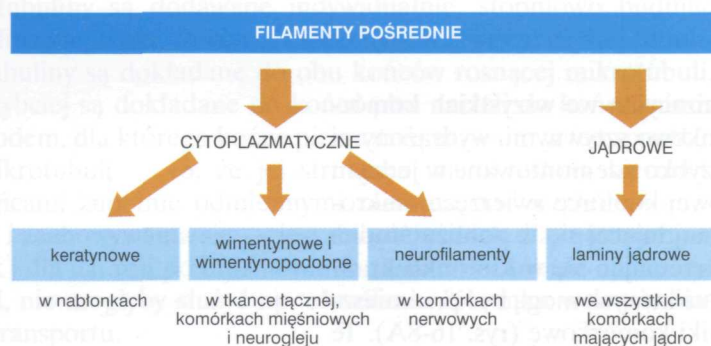 FILAMENTY POŚREDNIE
CYTOPLAZMATYCZNE
JĄDROWE
keratynowe
wimentynowe i
wimentynopodobne
neurofilamenty
laminy jądrowe
w nabłonkach
w tkance łącznej,
komórkach mięśniowych
i neurogleju
w komórkach
nerwowych
we wszystkich
komórkach
mających jądro